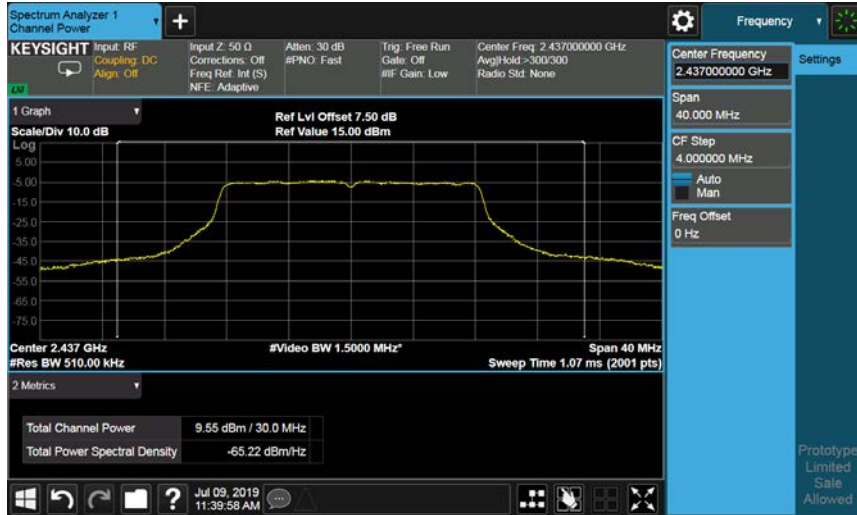 Spectrum Analyzer 1
Channel Power
Frequency
KEYSIGHT
LXI
Input: RF
Coupling: DC
Align: Off
Input Z: 50 Ω
Corrections: Off
Freq Ref: Int (S)
NFE: Adaptive
Atten: 30 dB
#PNO: Fast
Trig: Free Run
Gate: Off
#IF Gain: Low
Center Freq: 2.437000000 GHz
Avg|Hold:>300/300
Radio Std: None
Center Frequency
2.437000000 GHz
Settings
Span
40.000 MHz
CF Step
4.000000 MHz
Auto
Man
Freq Offset
0 Hz
1 Graph
Scale/Div 10.0 dB
Ref Lvl Offset 7.50 dB
Ref Value 15.00 dBm
Log
5.00
-5.00
-15.0
-25.0
-35.0
-45.0
-55.0
-65.0
-75.0
Center 2.437 GHz
#Video BW 1.5000 MHz*
Span 40 MHz
#Res BW 510.00 kHz
Sweep Time 1.07 ms (2001 pts)
2 Metrics
Total Channel Power 9.55 dBm / 30.0 MHz
Total Power Spectral Density -65.22 dBm/Hz
Prototype
Limited
Sale
Allowed
Jul 09, 2019
11:39:58 AM